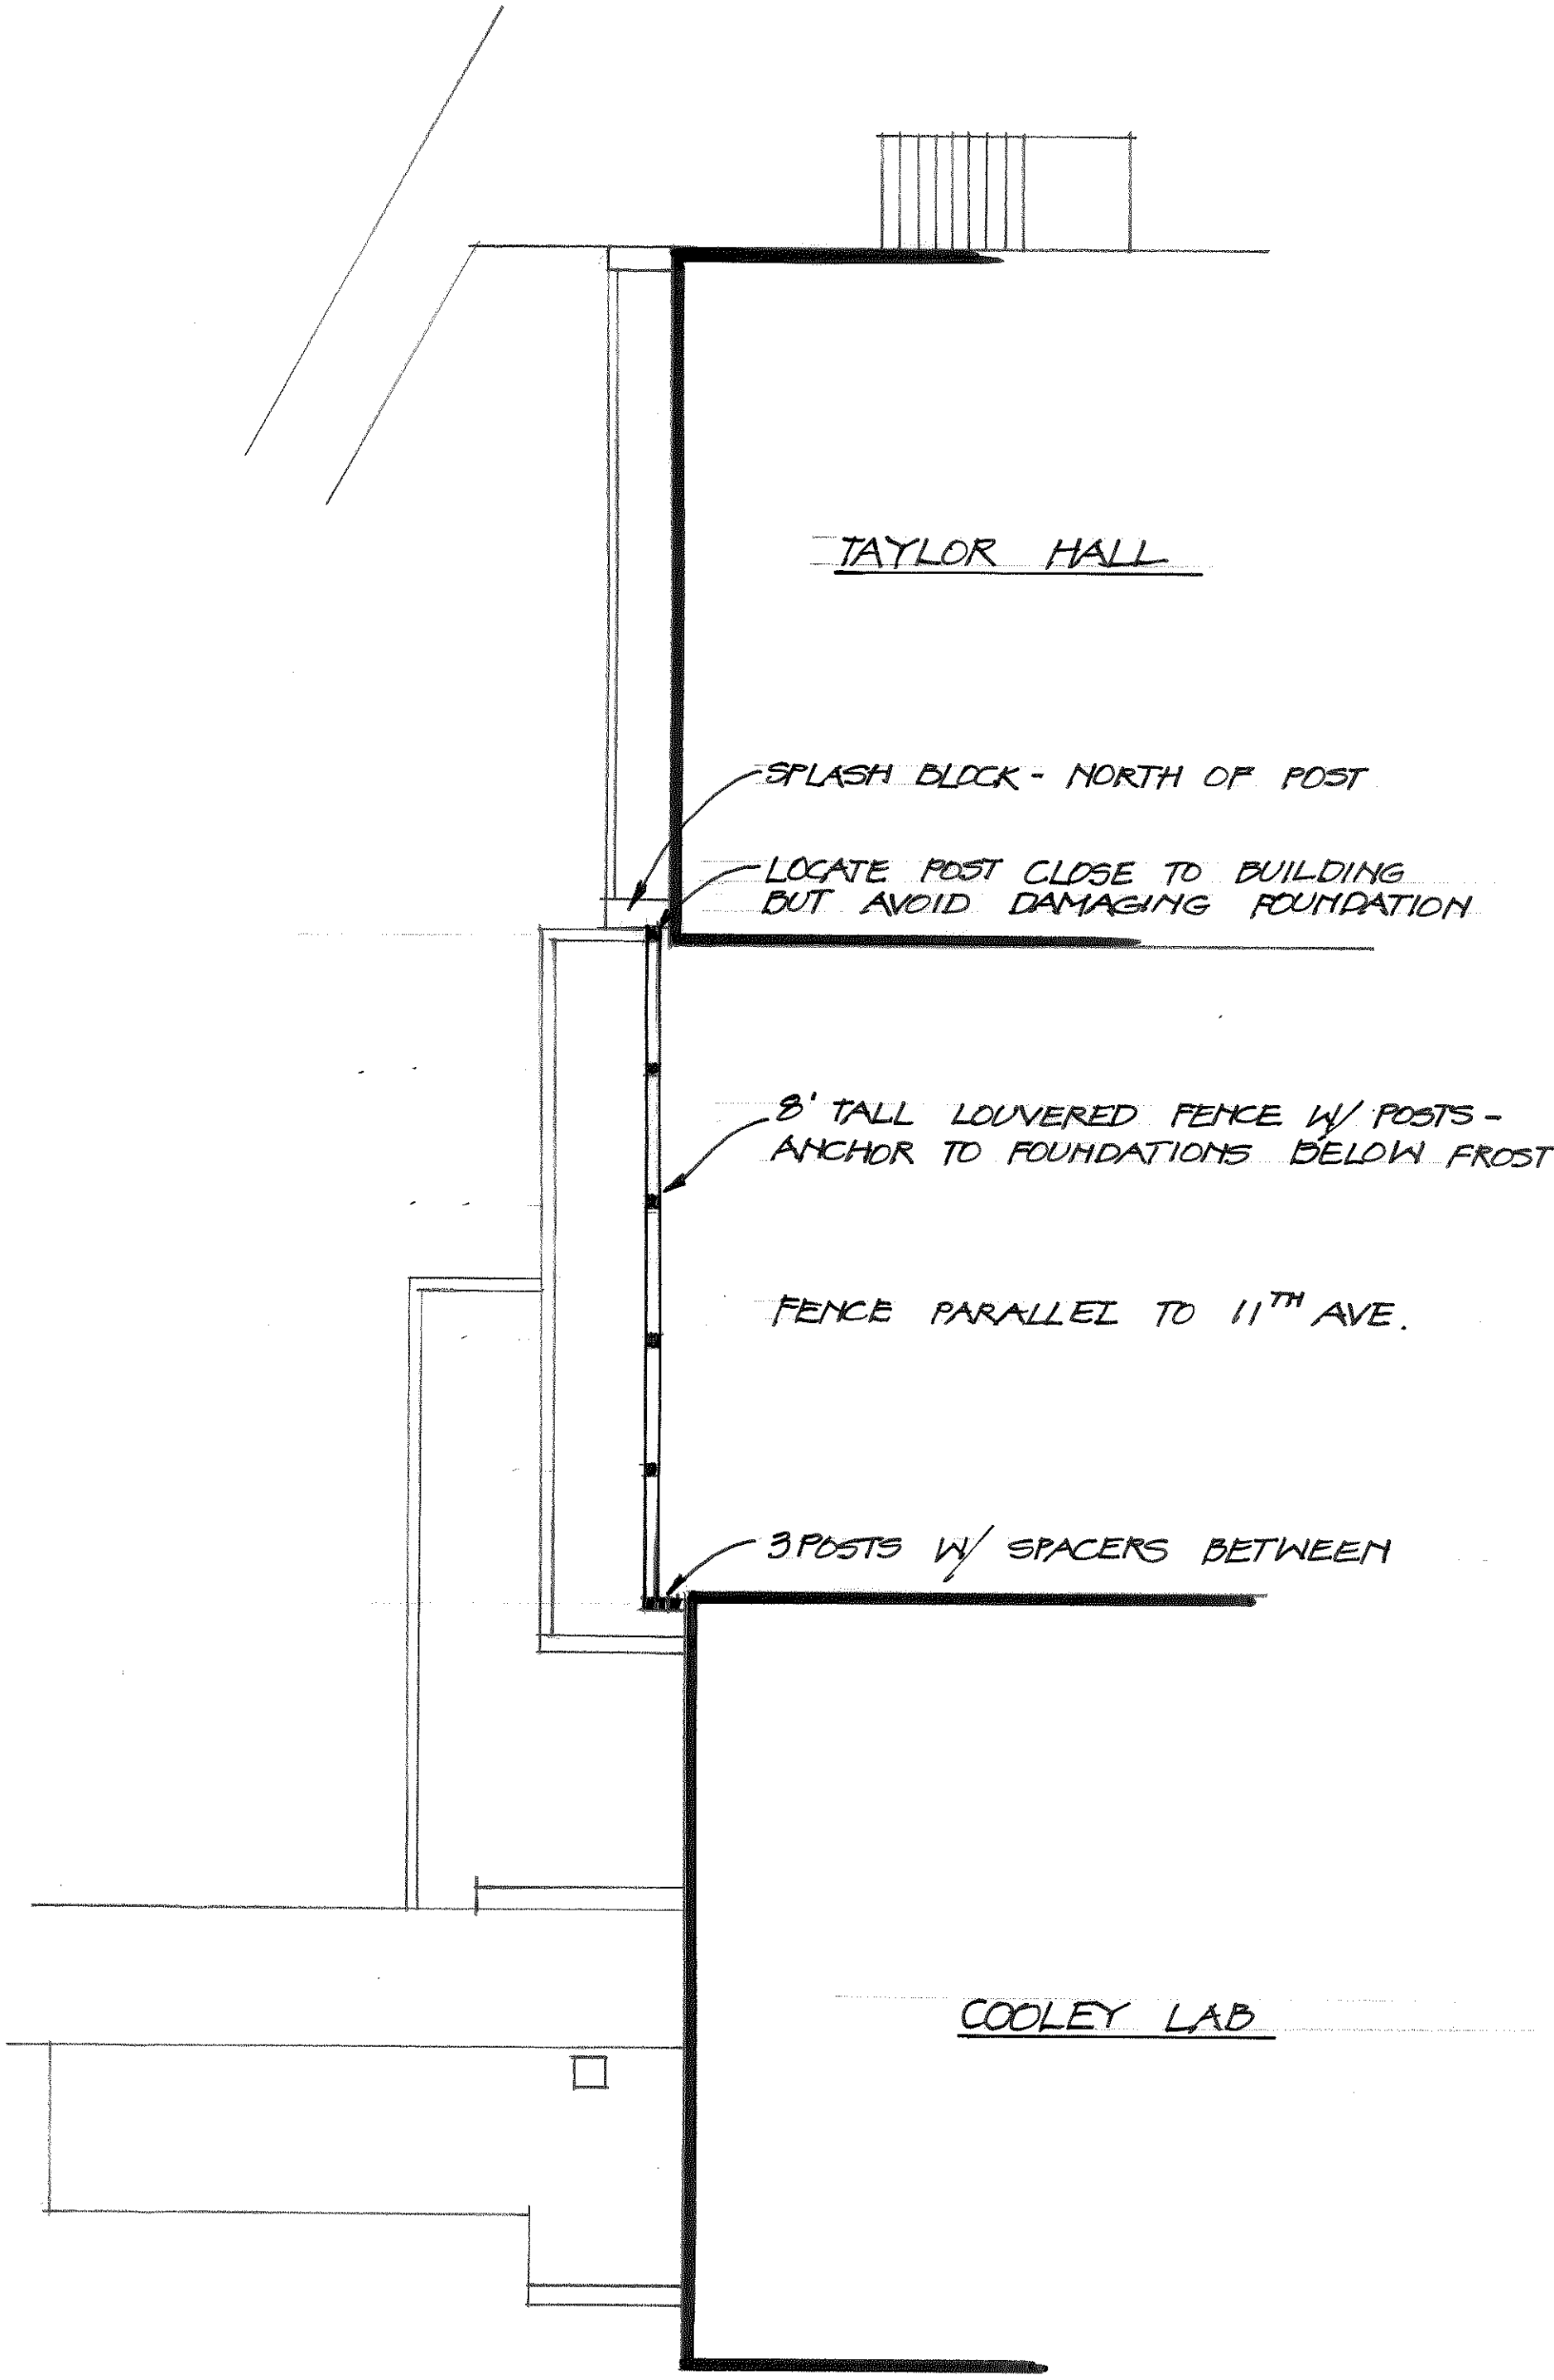 TAYLOR HALL
SPLASH BLOCK - NORTH OF POST
LOCATE POST CLOSE TO BUILDING
BUT AVOID DAMAGING FOUNDATION
8' TALL LOUVERED FENCE W/ POSTS -
ANCHOR TO FOUNDATIONS BELOW FROST
FENCE PARALLEL TO 11TH AVE.
3 POSTS W/ SPACERS BETWEEN
COOLEY LAB